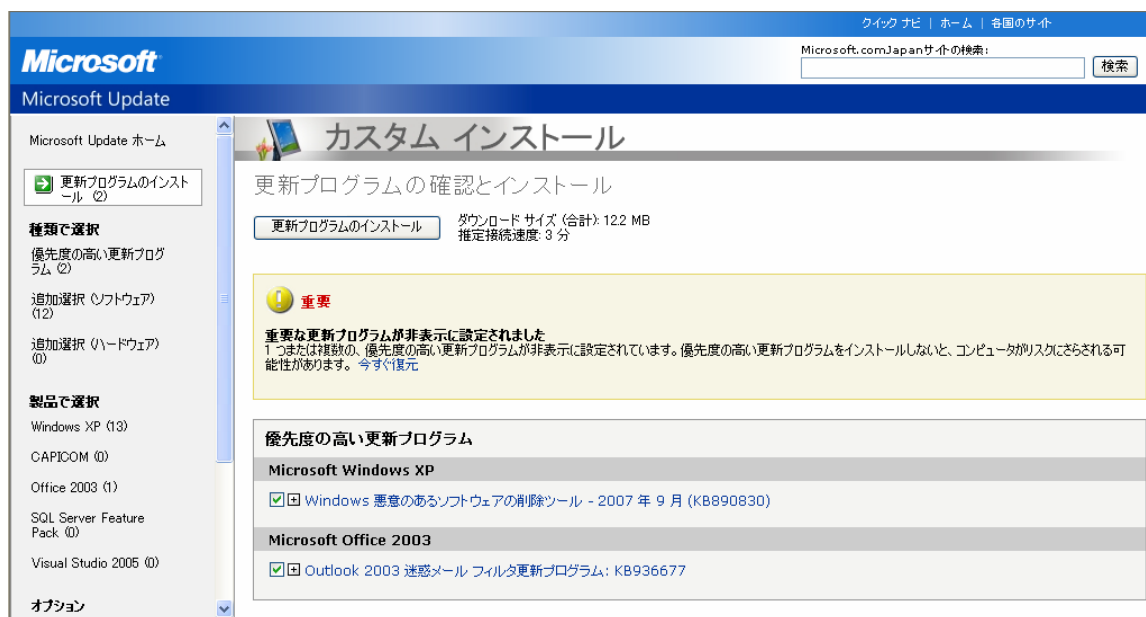 クイック ナビ | ホーム | 各国のサイト
Microsoft
Microsoft.comJapanサイトの検索:
検索
Microsoft Update
Microsoft Update ホーム
更新プログラムのインスト
ール (2)
種類で選択
優先度の高い更新プログ
ラム (2)
追加選択 (ソフトウェア)
(12)
追加選択 (ハードウェア)
(0)
製品で選択
Windows XP (13)
CAPICOM (0)
Office 2003 (1)
SQL Server Feature
Pack (0)
Visual Studio 2005 (0)
オプション
カスタム インストール
更新プログラムの確認とインストール
更新プログラムのインストール
ダウンロード サイズ (合計): 12.2 MB
推定接続速度: 3 分
重要
重要な更新プログラムが非表示に設定されました
1 つまたは複数の、優先度の高い更新プログラムが非表示に設定されています。優先度の高い更新プログラムをインストールしないと、コンピュータがリスクにさらされる可
能性があります。 今すぐ復元
優先度の高い更新プログラム
Microsoft Windows XP
Windows 悪意のあるソフトウェアの削除ツール - 2007 年 9 月 (KB890830)
Microsoft Office 2003
Outlook 2003 迷惑メール フィルタ更新プログラム: KB936677